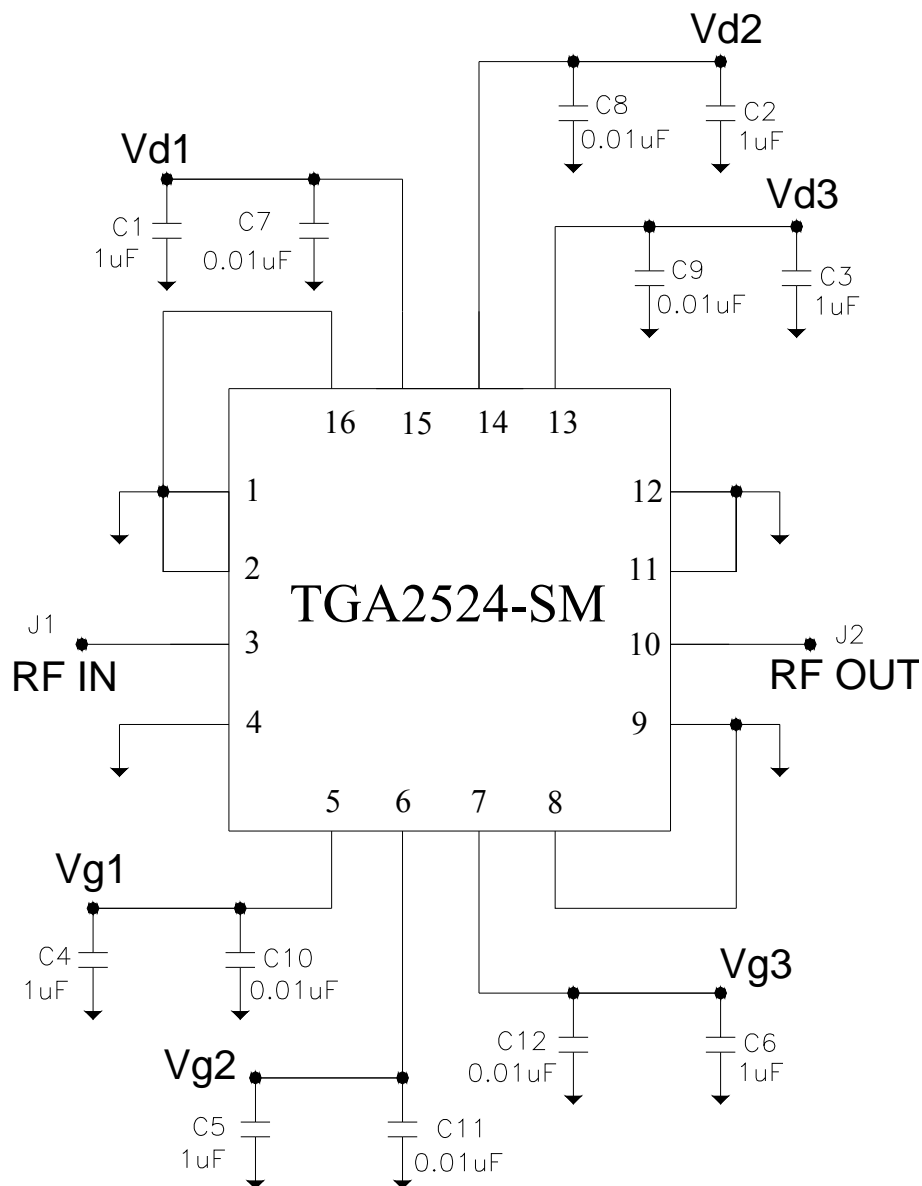 Vd2
C8
0.01uF
C2
1uF
Vd1
C1
1uF
C7
0.01uF
Vd3
C9
0.01uF
C3
1uF
16
15
14
13
1
12
2
11
TGA2524-SM
J1
RF IN
3
10
J2
RF OUT
4
9
5
6
7
8
Vg1
C4
1uF
C10
0.01uF
Vg3
C12
0.01uF
C6
1uF
Vg2
C5
1uF
C11
0.01uF